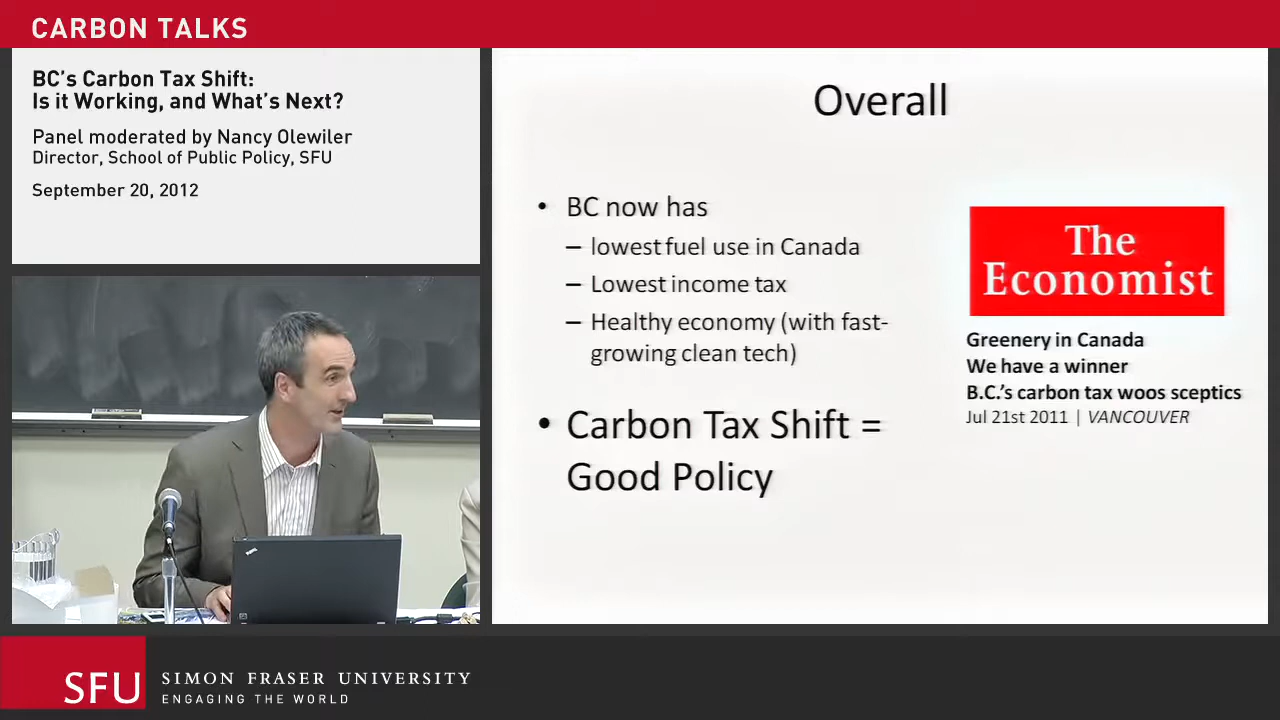 CARBON TALKS
BC's Carbon Tax Shift:
Is it Working, and What's Next?
Panel moderated by Nancy Olewiler
Director, School of Public Policy, SFU
September 20, 2012
Overall
• BC now has
– lowest fuel use in Canada
– Lowest income tax
– Healthy economy (with fast-
growing clean tech)
• Carbon Tax Shift =
Good Policy
The
Economist
Greenery in Canada
We have a winner
B.C.'s carbon tax woos sceptics
Jul 21st 2011 | VANCOUVER
SFU
SIMON FRASER UNIVERSITY
ENGAGING THE WORLD